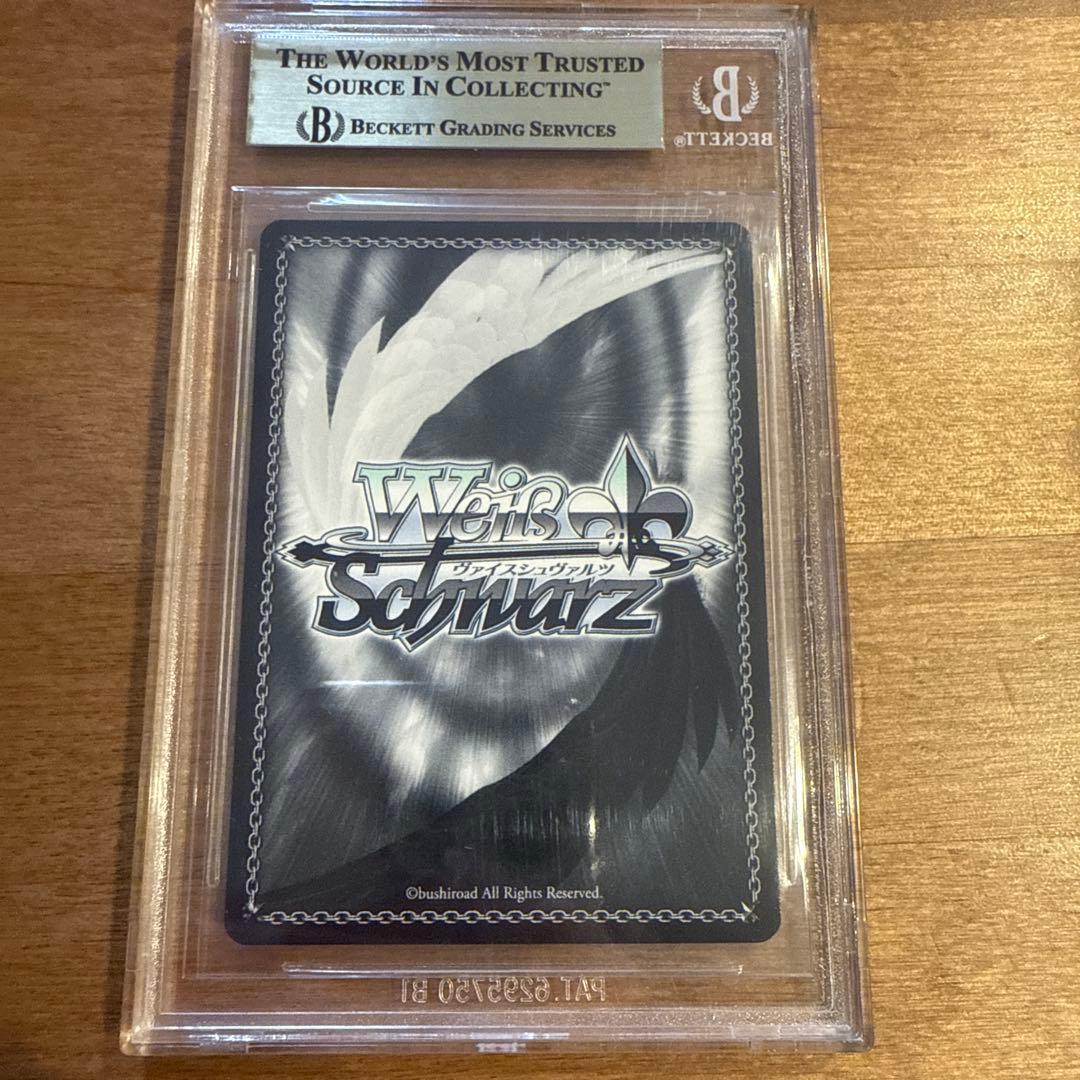 THE WORLD'S MOST TRUSTED
SOURCE IN COLLECTING™
B BECKETT GRADING SERVICES
B
BECKETT®
Weiß
ヴァイスシュヴァルツ
Schwarz
©bushiroad All Rights Reserved.
PAT.6295750 B1